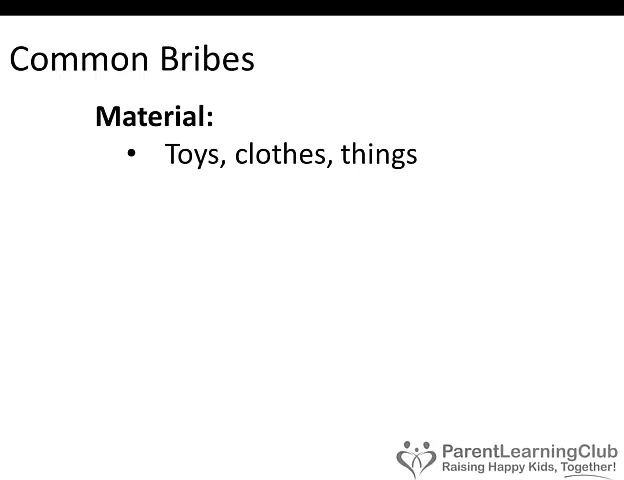 Common Bribes
Material:
• Toys, clothes, things
ParentLearningClub
Raising Happy Kids, Together!